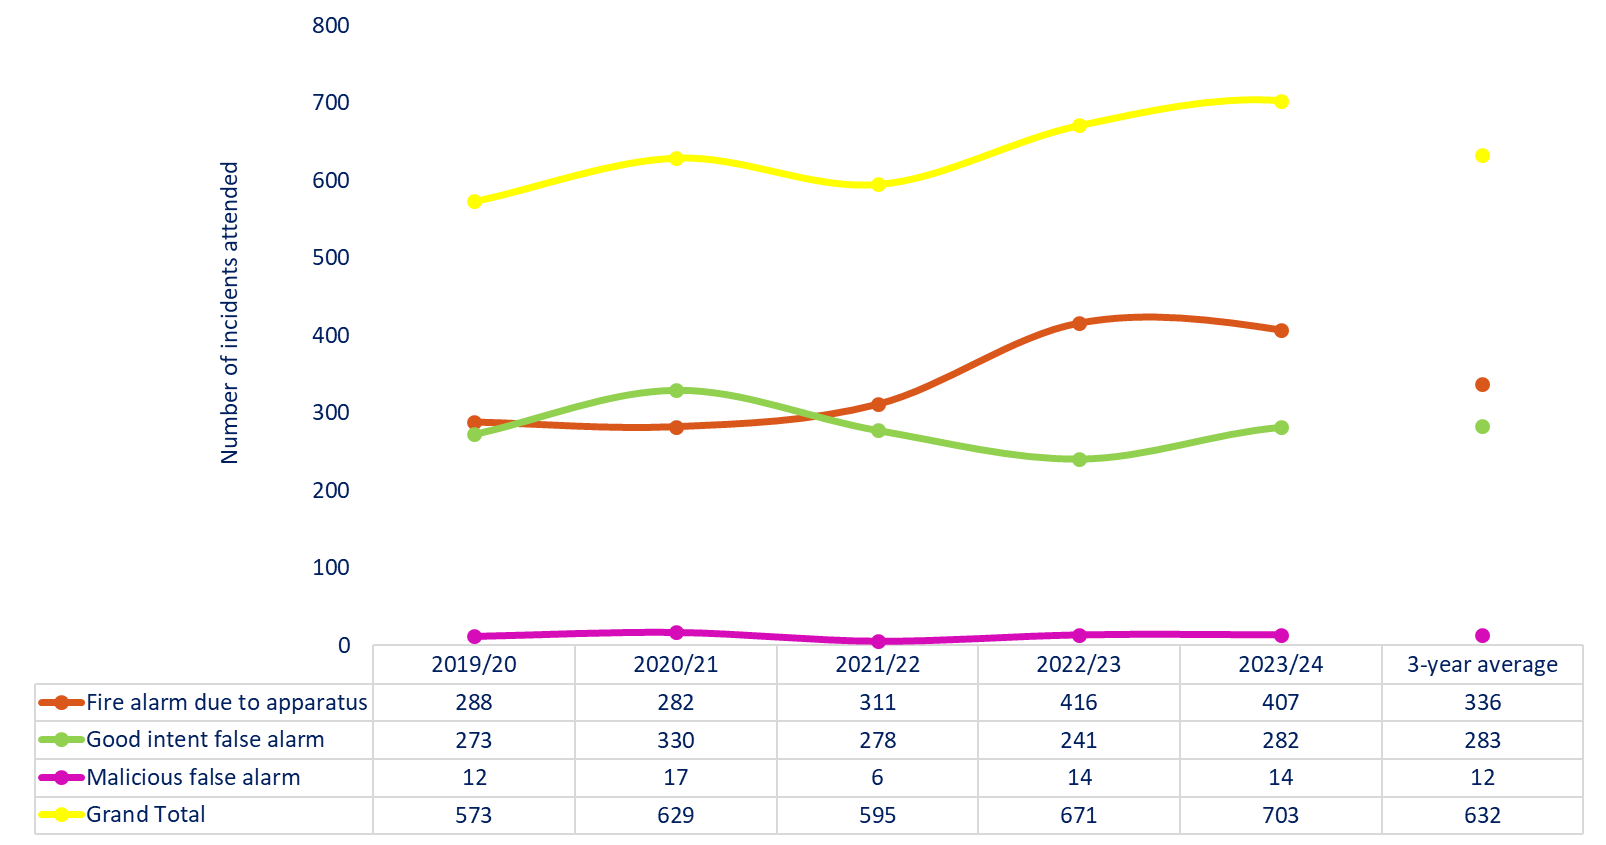 800
700
600
500
400
300
200
100
0
Number of incidents attended
2019/20 2020/21 2021/22 2022/23 2023/24 3-year average
Fire alarm due to apparatus 288 282 311 416 407 336
Good intent false alarm 273 330 278 241 282 283
Malicious false alarm 12 17 6 14 14 12
Grand Total 573 629 595 671 703 632